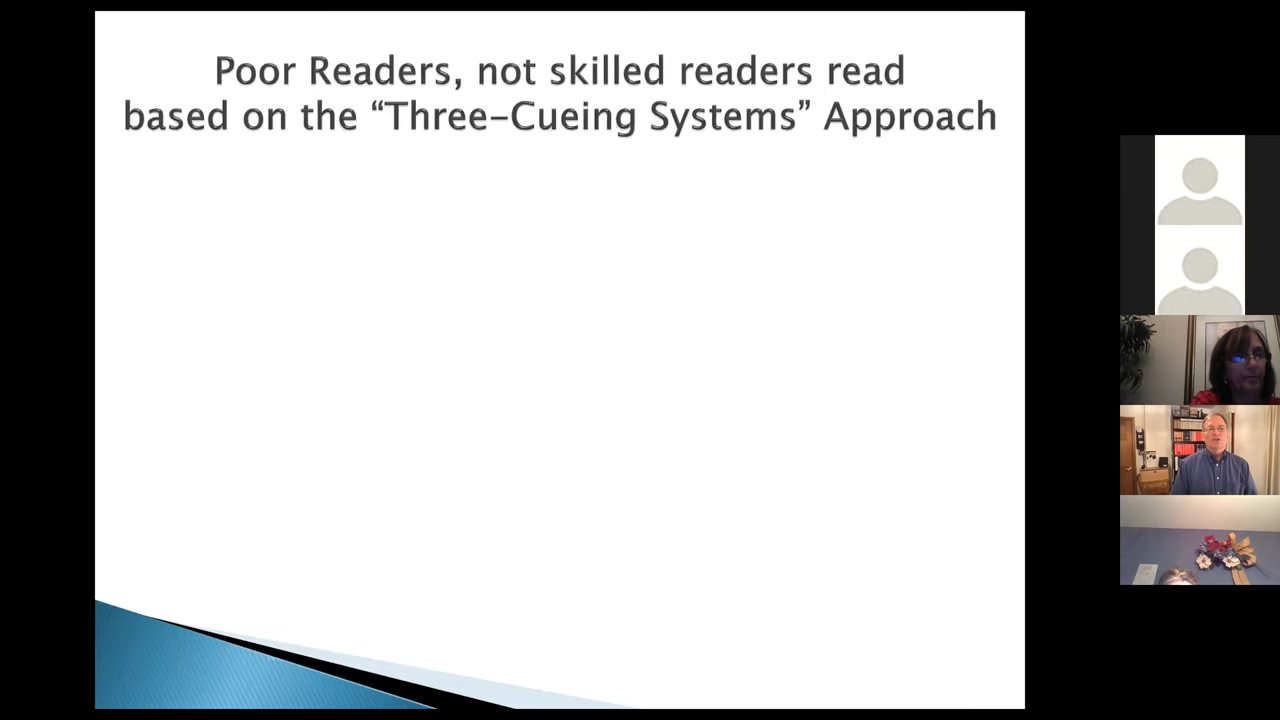 Poor Readers, not skilled readers read
based on the “Three-Cueing Systems” Approach